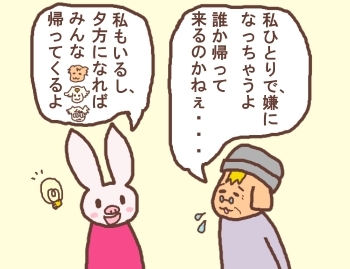 私ひとりで、嫌に
なっちゃうよ
誰か帰って
来るのかねぇ・・・・
私もいるし、
夕方になれば
みんな
帰ってくるよ